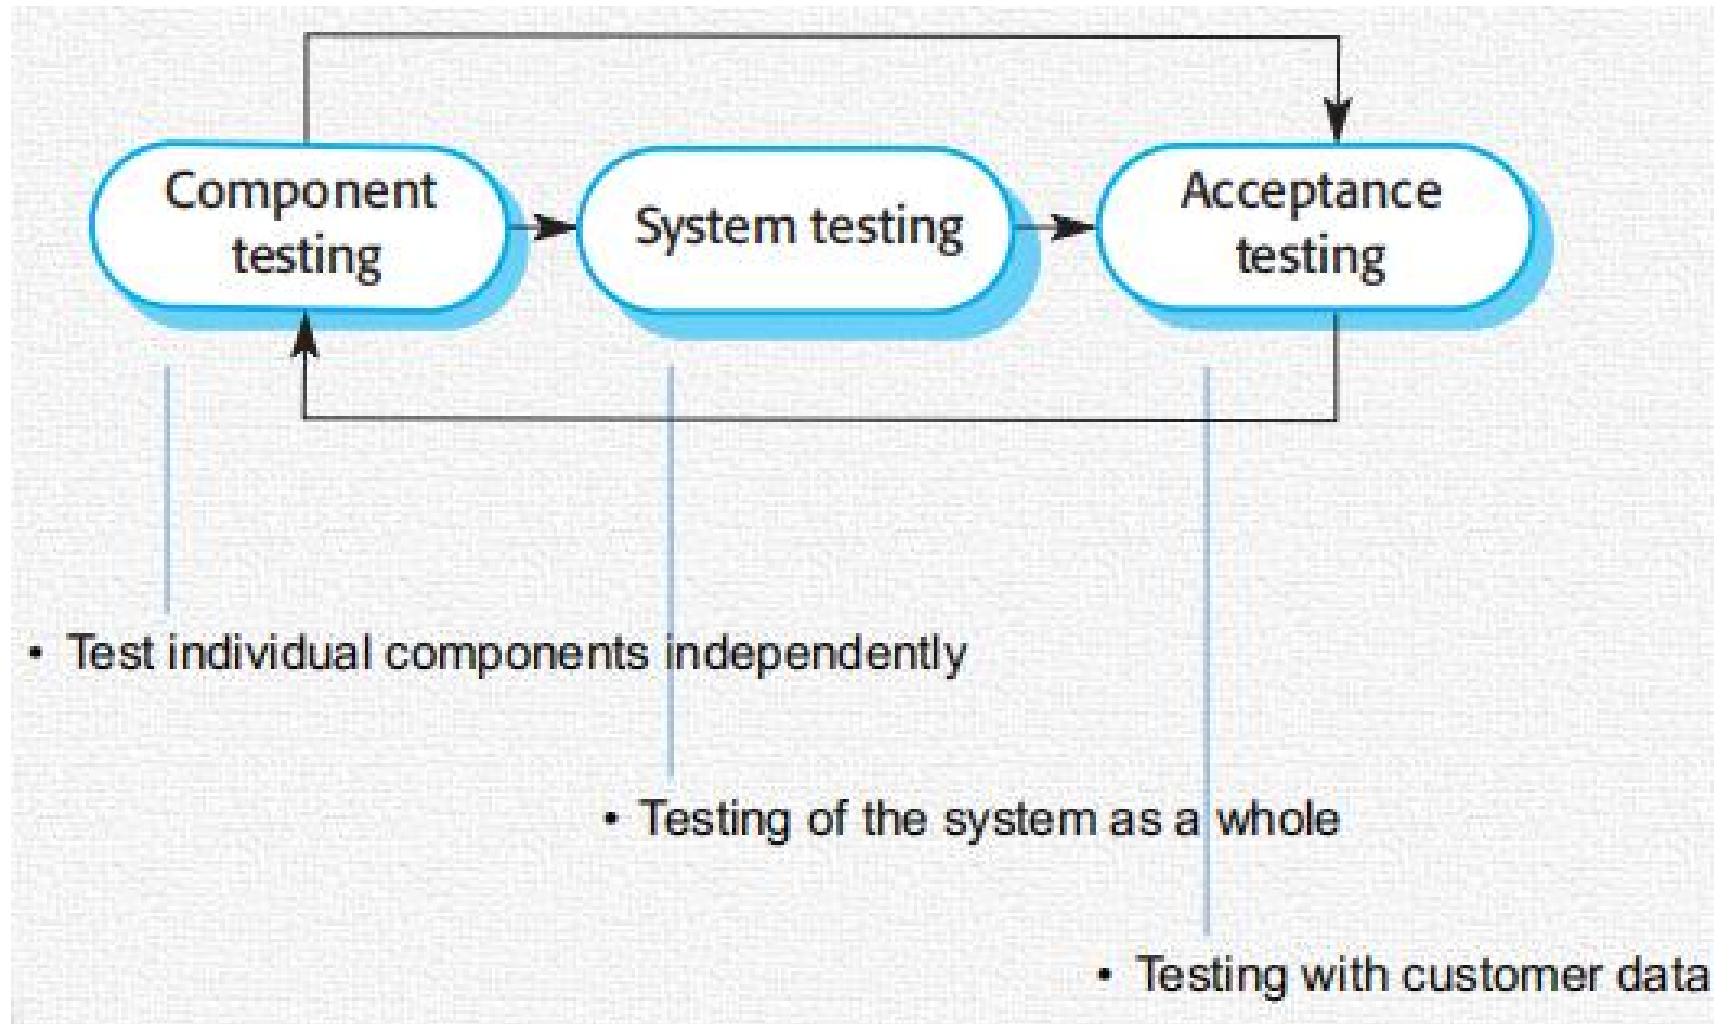 Component
testing
System testing
Acceptance
testing
• Test individual components independently
• Testing of the system as a whole
• Testing with customer data